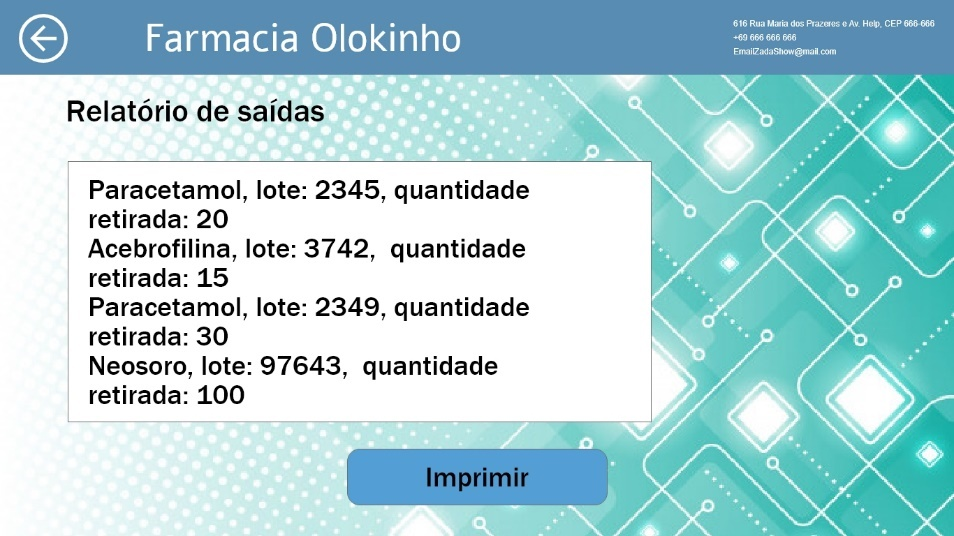 Farmacia Olokinho
616 Rua Maria dos Prazeres e Av. Help, CEP 666-666
+69 666 666 666
EmailZadaShow@mail.com
Relatório de saídas
Paracetamol, lote: 2345, quantidade
retirada: 20
Acebrofilina, lote: 3742,  quantidade
retirada: 15
Paracetamol, lote: 2349, quantidade
retirada: 30
Neosoro, lote: 97643,  quantidade
retirada: 100
Imprimir